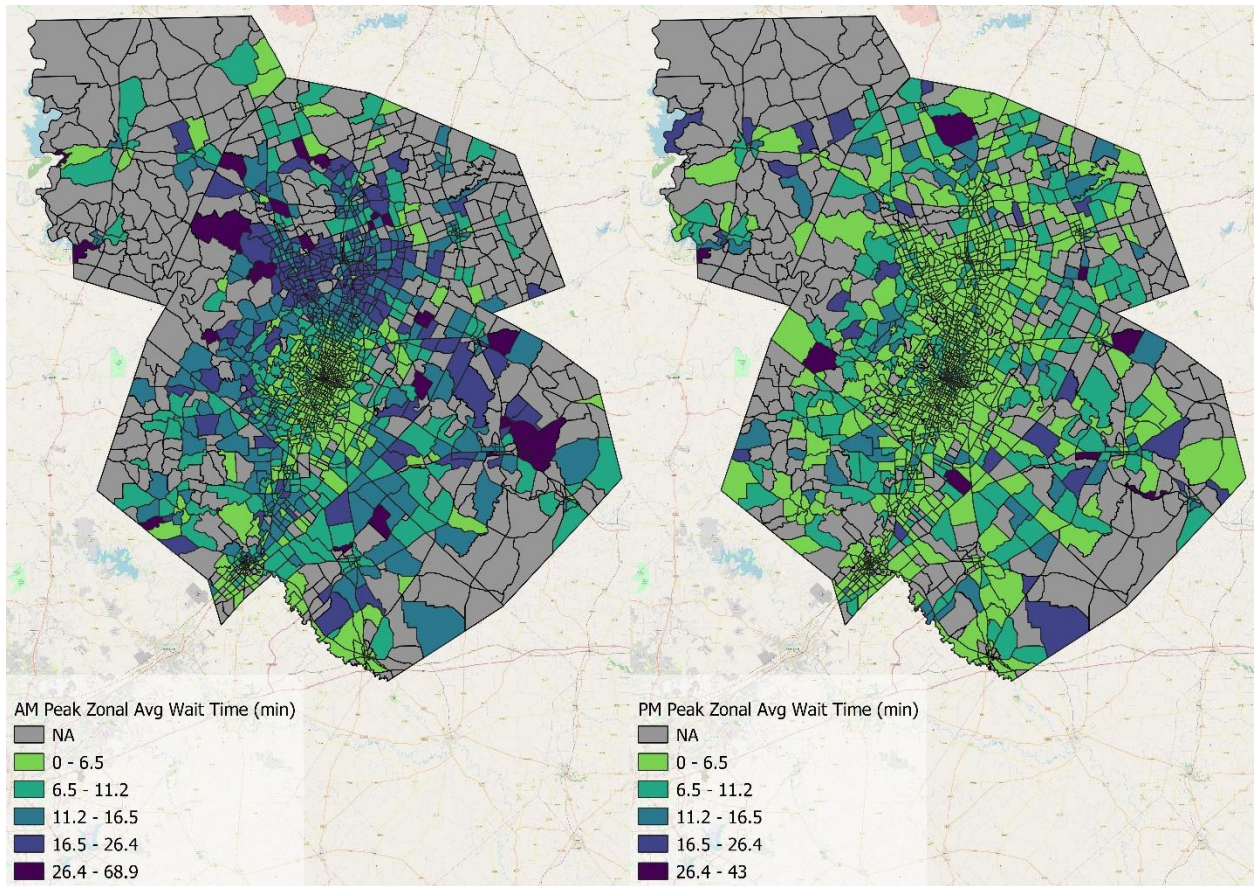 AM Peak Zonal Avg Wait Time (min)
NA
0 - 6.5
6.5 - 11.2
11.2 - 16.5
16.5 - 26.4
26.4 - 68.9
PM Peak Zonal Avg Wait Time (min)
NA
0 - 6.5
6.5 - 11.2
11.2 - 16.5
16.5 - 26.4
26.4 - 43